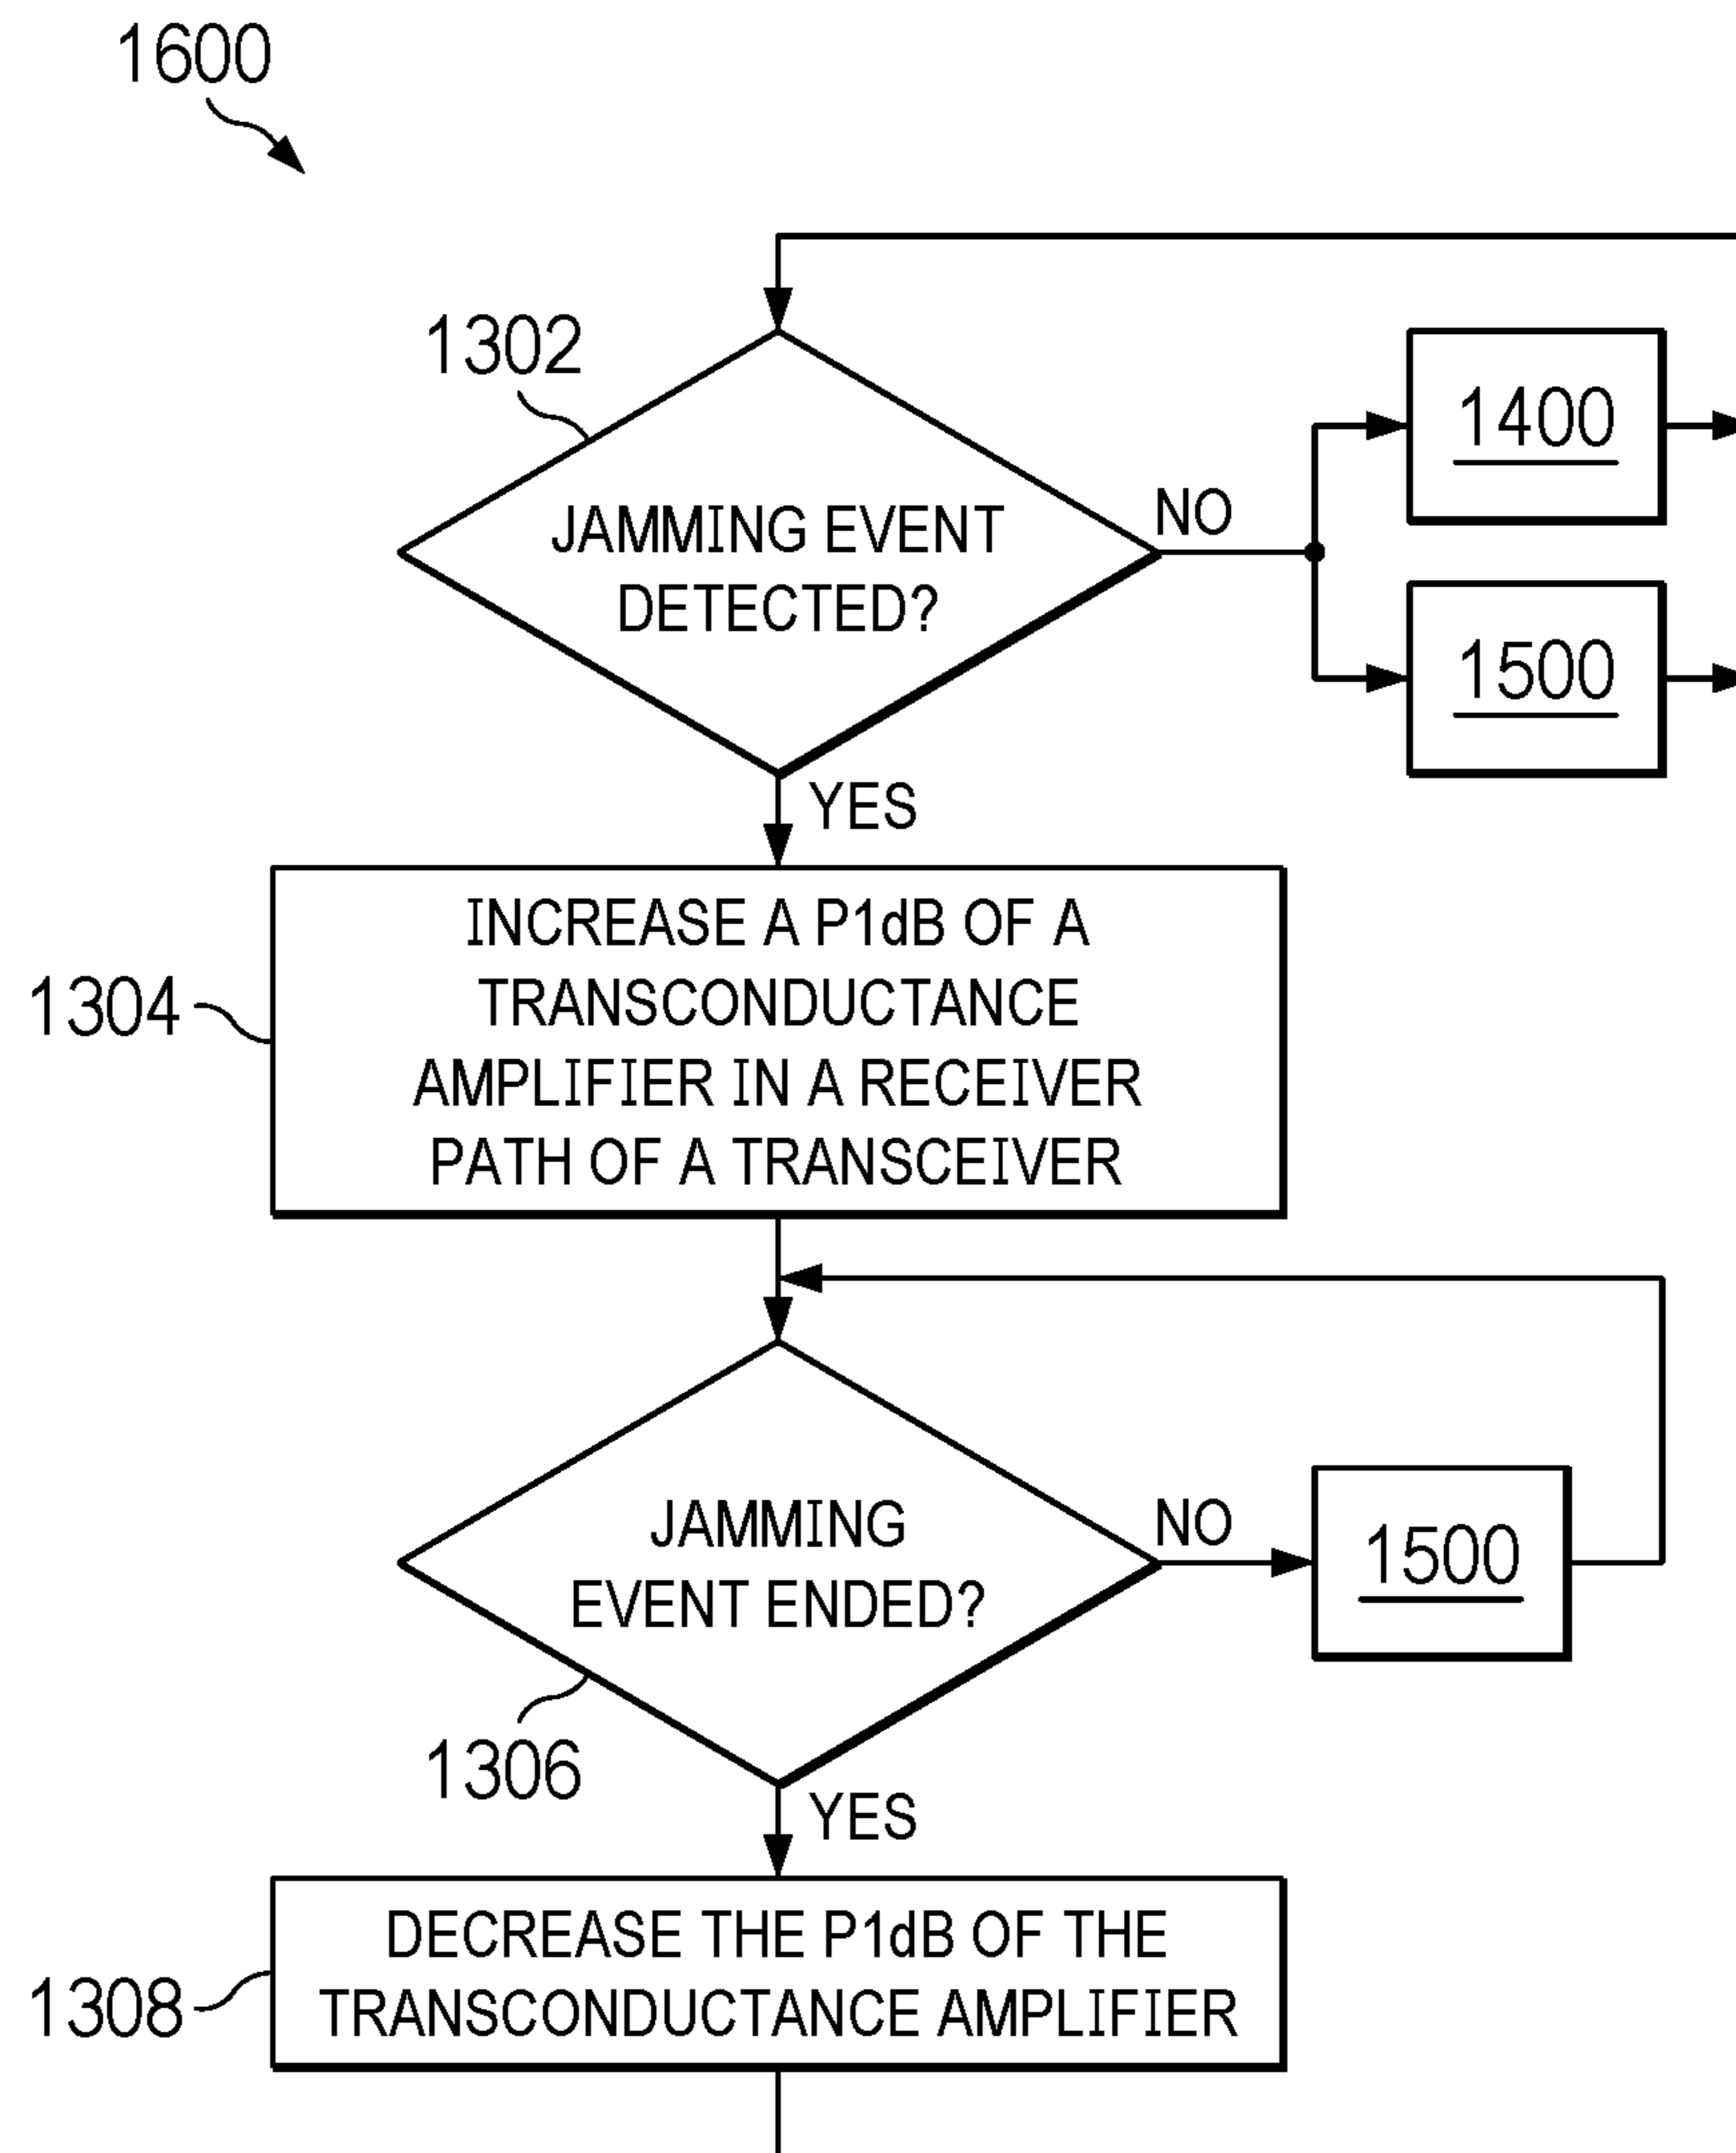 1600
1302
JAMMING EVENT
DETECTED?
NO
1400
1500
YES
1304
INCREASE A P1dB OF A
TRANSCONDUCTANCE
AMPLIFIER IN A RECEIVER
PATH OF A TRANSCEIVER
JAMMING
EVENT ENDED?
NO
1500
1306
YES
1308
DECREASE THE P1dB OF THE
TRANSCONDUCTANCE AMPLIFIER